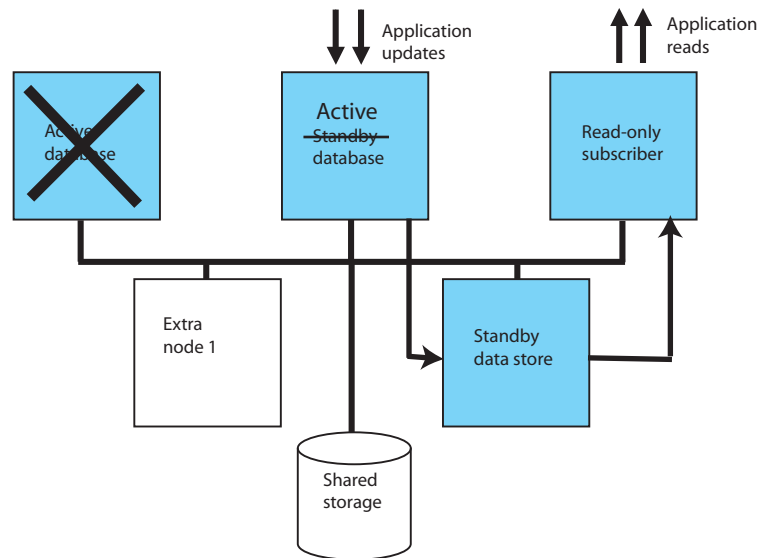 Application
updates
Application
reads
Active
database
Active
Standby
database
Read-only
subscriber
Extra
node 1
Standby
data store
Shared
storage